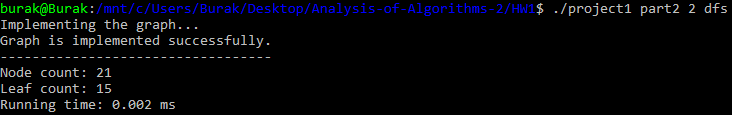 burak@Burak:/mnt/c/Users/Burak/Desktop/Analysis-of-Algorithms-2/HW1$ ./project1 part2 2 dfs
Implementing the graph...
Graph is implemented successfully.
---------------------------------
Node count: 21
Leaf count: 15
Running time: 0.002 ms